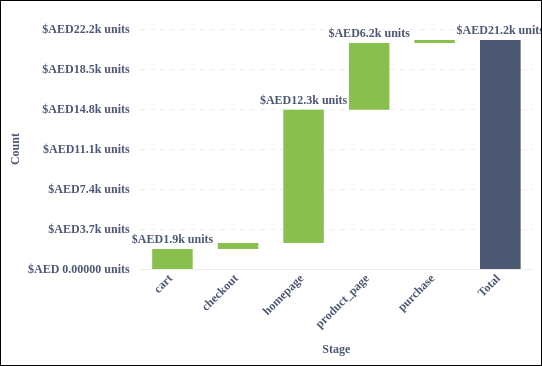 $AED22.2k units
$AED18.5k units
$AED14.8k units
$AED11.1k units
$AED7.4k units
$AED3.7k units
$AED 0.00000 units
Count
$AED1.9k units
$AED12.3k units
$AED6.2k units
$AED21.2k units
cart
checkout
homepage
product_page
purchase
Total
Stage